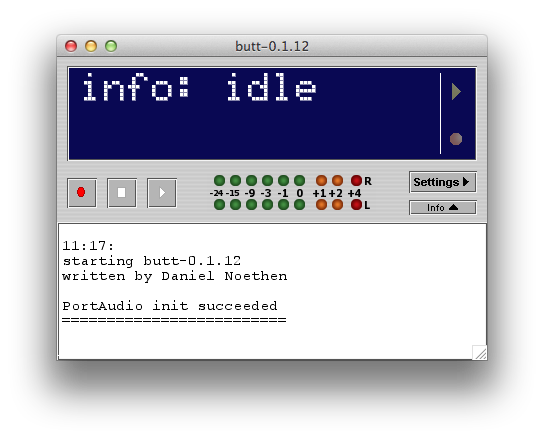 butt-0.1.12
info: idle
R
-24 -15 -9 -3 -1 0 +1 +2 +4
L
Settings
Info
11:17:
starting butt-0.1.12
written by Daniel Noethen
PortAudio init succeeded
=========================